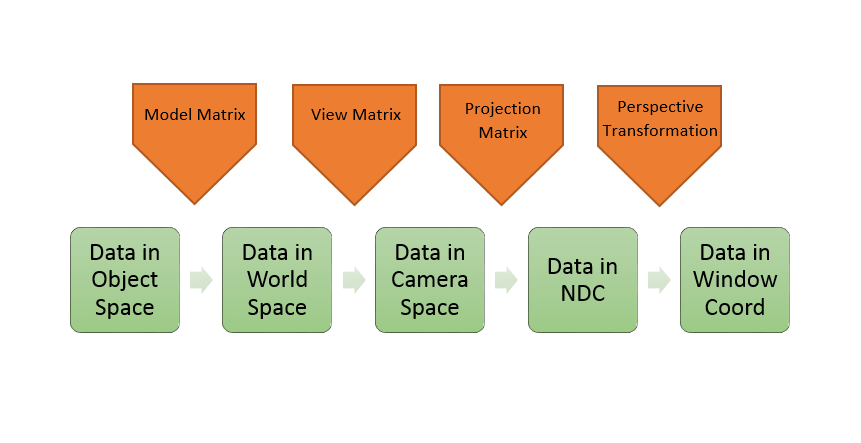 Model Matrix
View Matrix
Projection
Matrix
Perspective
Transformation
Data in
Object
Space
Data in
World
Space
Data in
Camera
Space
Data in
NDC
Data in
Window
Coord